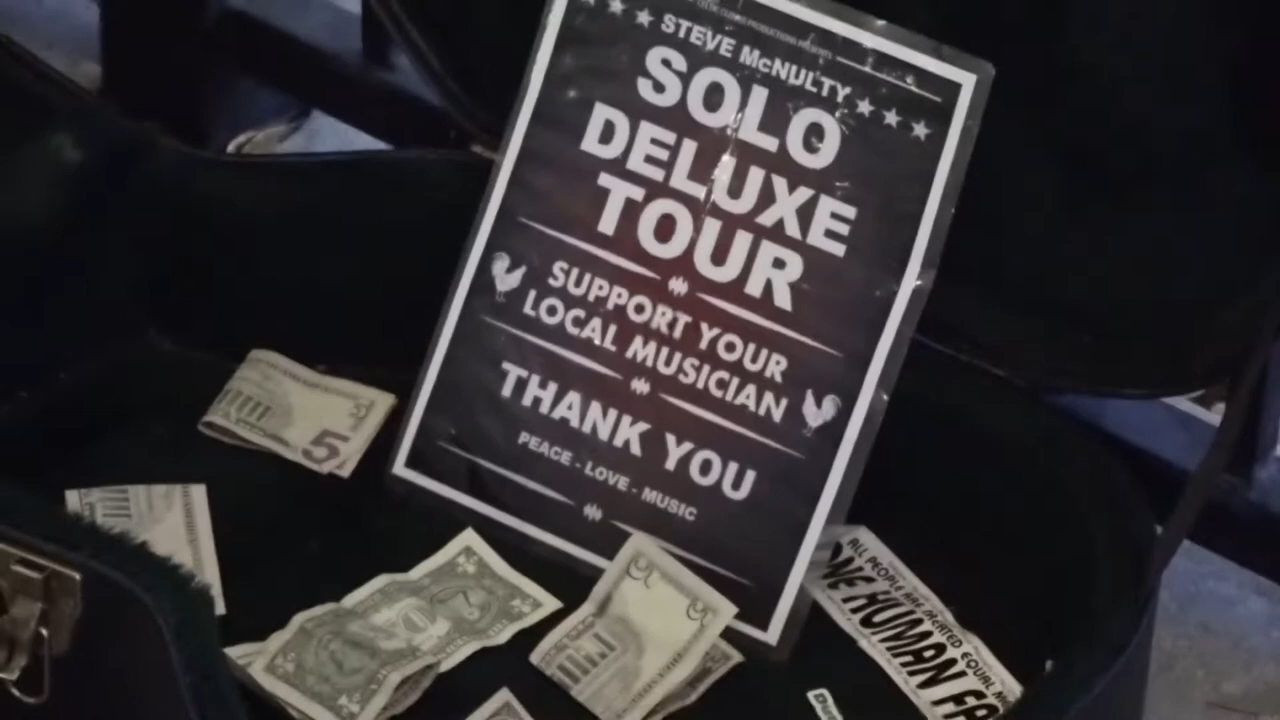 STEVE McNULTY
SOLO
DELUXE
TOUR
SUPPORT YOUR
LOCAL MUSICIAN
THANK YOU
PEACE - LOVE - MUSIC
5
5
ALL PEOPLE ARE CREATED EQUAL
HUMAN